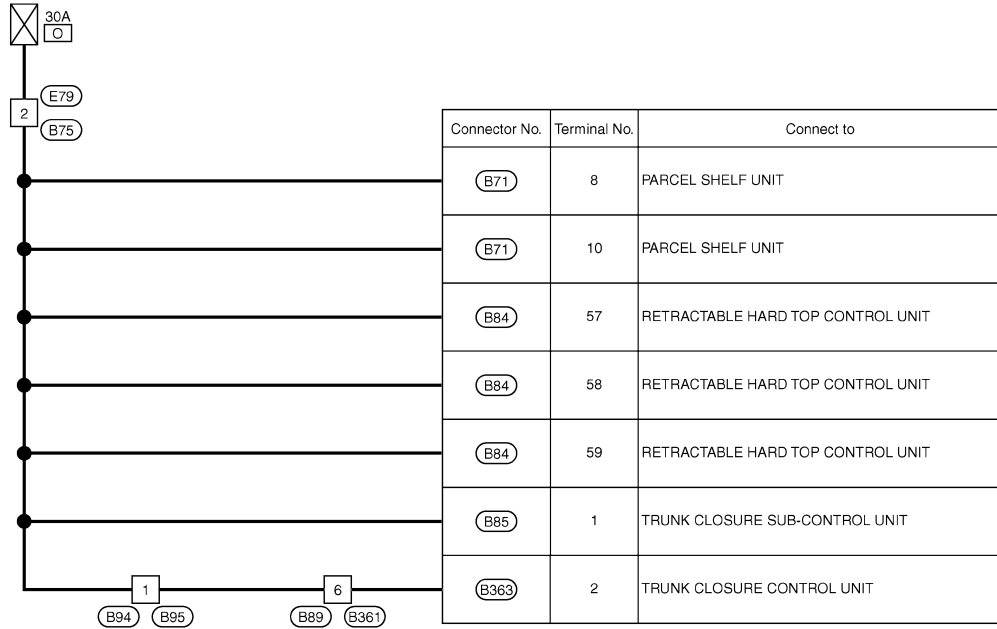 30A
O
2
E79
B75
Connector No. Terminal No. Connect to
B71 8 PARCEL SHELF UNIT
B71 10 PARCEL SHELF UNIT
B84 57 RETRACTABLE HARD TOP CONTROL UNIT
B84 58 RETRACTABLE HARD TOP CONTROL UNIT
B84 59 RETRACTABLE HARD TOP CONTROL UNIT
B85 1 TRUNK CLOSURE SUB-CONTROL UNIT
1 6 B363 2 TRUNK CLOSURE CONTROL UNIT
B94 B95 B89 B361